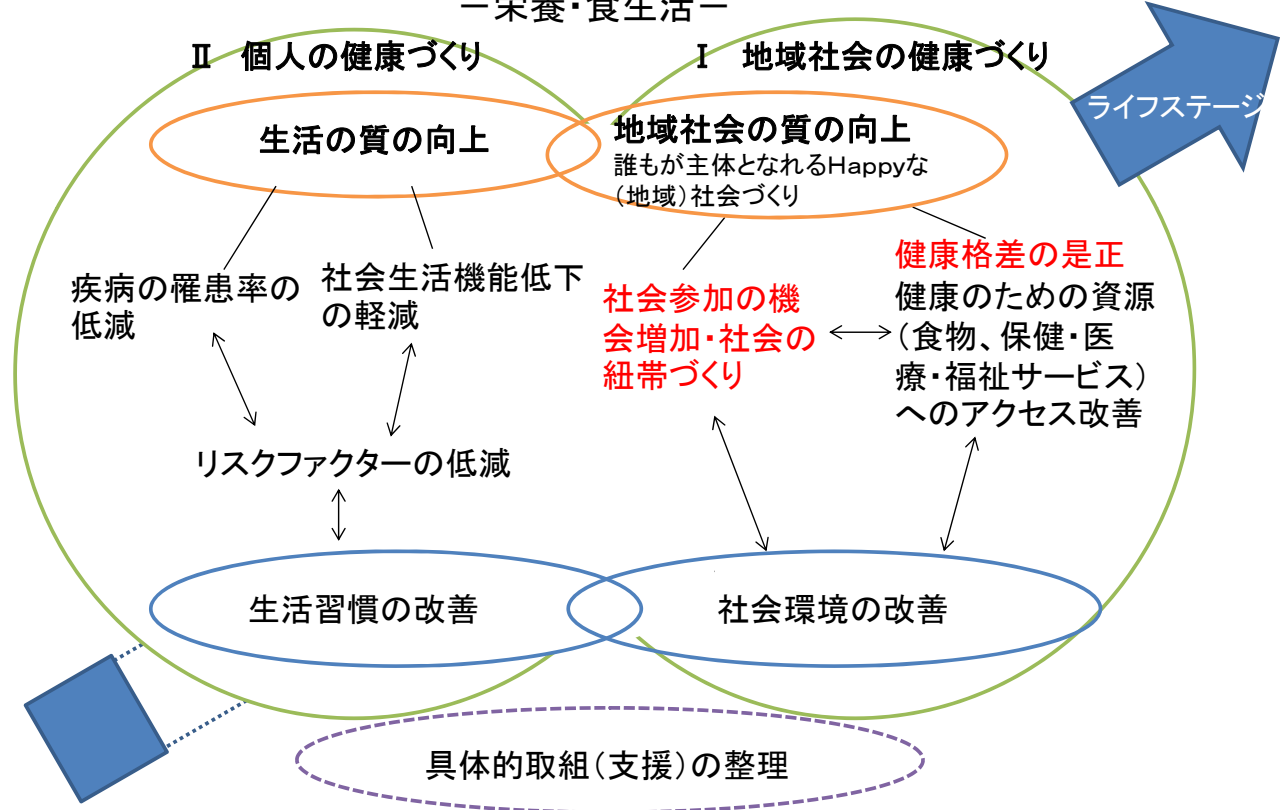 －栄養・食生活－
Ⅱ　個人の健康づくり
Ⅰ　地域社会の健康づくり
ライフステージ
生活の質の向上
地域社会の質の向上
誰もが主体となれるHappyな
（地域）社会づくり
疾病の罹患率の
低減
社会生活機能低下
の軽減
社会参加の機
会増加・社会の
紐帯づくり
健康格差の是正
健康のための資源
（食物、保健・医
療・福祉サービス）
へのアクセス改善
リスクファクターの低減
生活習慣の改善
社会環境の改善
具体的取組（支援）の整理